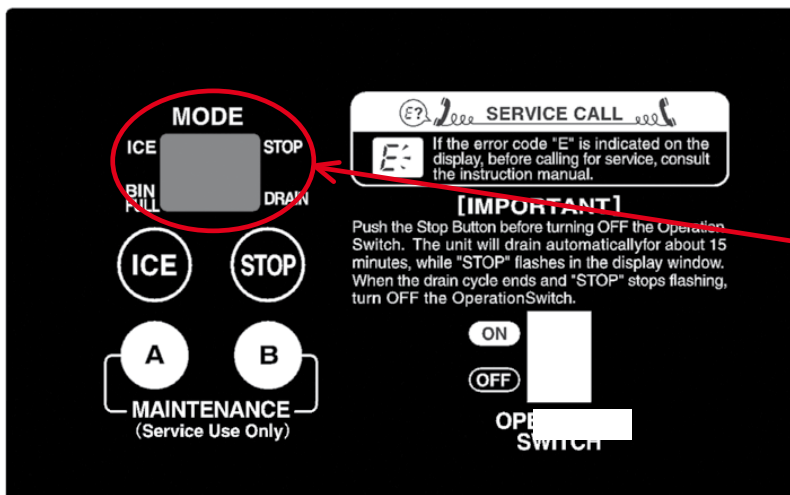 MODE
ICE
STOP
BIN
FULL
DRAIN
ICE
STOP
A
B
MAINTENANCE
(Service Use Only)
E?
SERVICE CALL
E
If the error code "E" is indicated on the
display, before calling for service, consult
the instruction manual.
[IMPORTANT]
Push the Stop Button before turning OFF the Operation
Switch. The unit will drain automaticallyfor about 15
minutes, while "STOP" flashes in the display window.
When the drain cycle ends and "STOP" stops flashing,
turn OFF the OperationSwitch.
ON
OFF
SWITCH